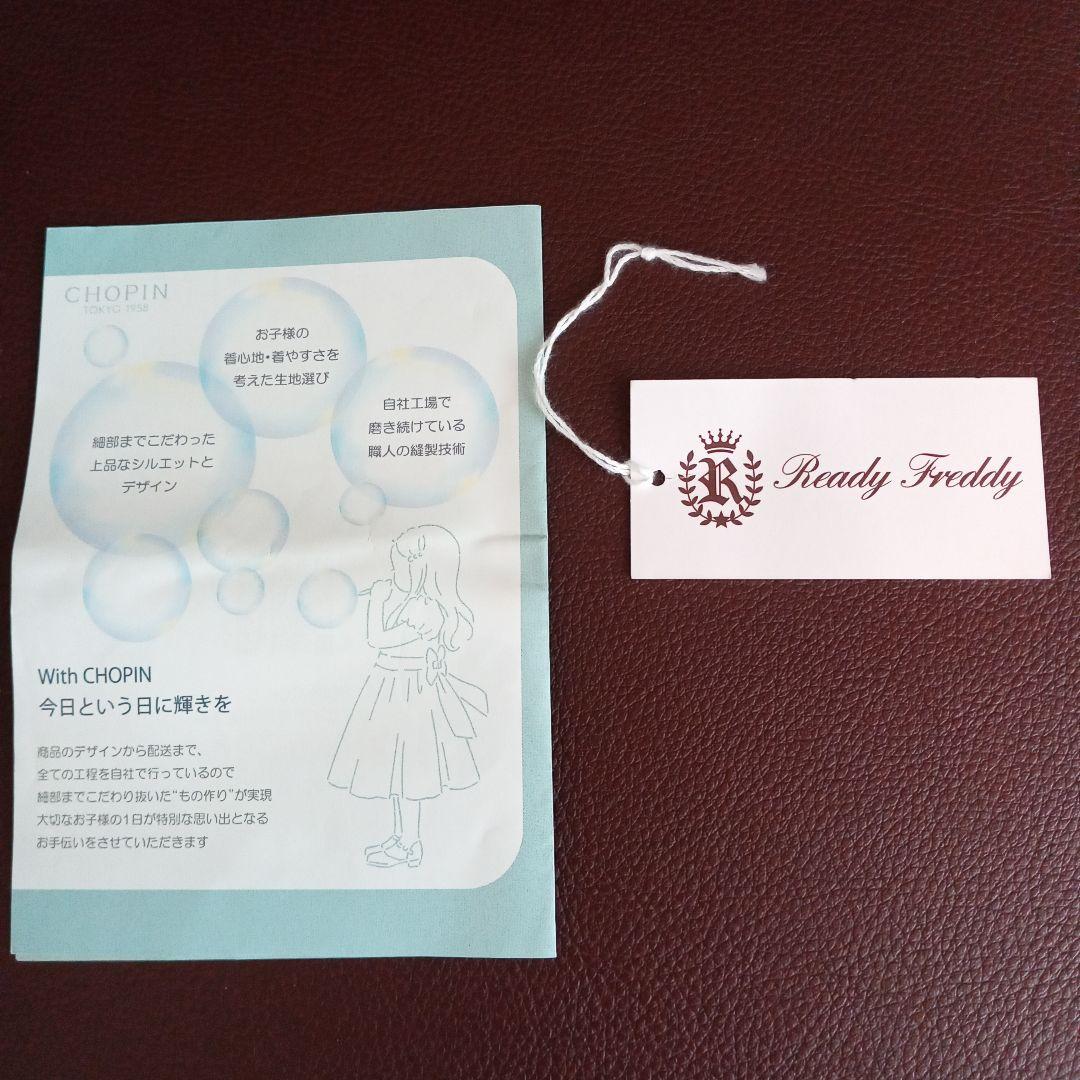 CHOPIN
TOKYO 1958
お子様の
着心地・着やすさを
考えた生地選び
自社工場で
磨き続けている
職人の縫製技術
細部までこだわった
上品なシルエットと
デザイン
With CHOPIN
今日という日に輝きを
商品のデザインから配送まで、
全ての工程を自社で行っているので
細部までこだわり抜いた“もの作り”が実現
大切なお子様の1日が特別な思い出となる
お手伝いをさせていただきます
R
Ready Freddy